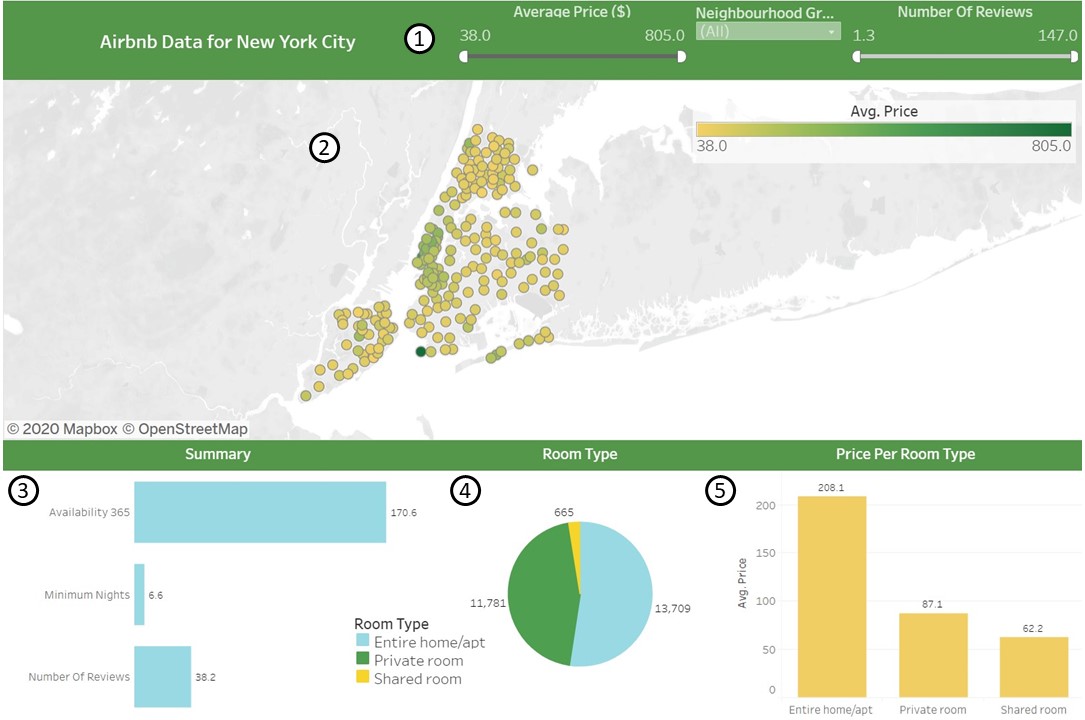 Airbnb Data for New York City
1
Average Price ($)
38.0 805.0
Neighbourhood Gr...
(All)
Number Of Reviews
1.3 147.0
2
Avg. Price
38.0 805.0
© 2020 Mapbox © OpenStreetMap
Summary
Room Type
Price Per Room Type
3
Availability 365
170.6
Minimum Nights
6.6
Number Of Reviews
38.2
4
665
11,781
13,709
Room Type
Entire home/apt
Private room
Shared room
5
Avg. Price
200
150
100
50
0
208.1
87.1
62.2
Entire home/apt
Private room
Shared room